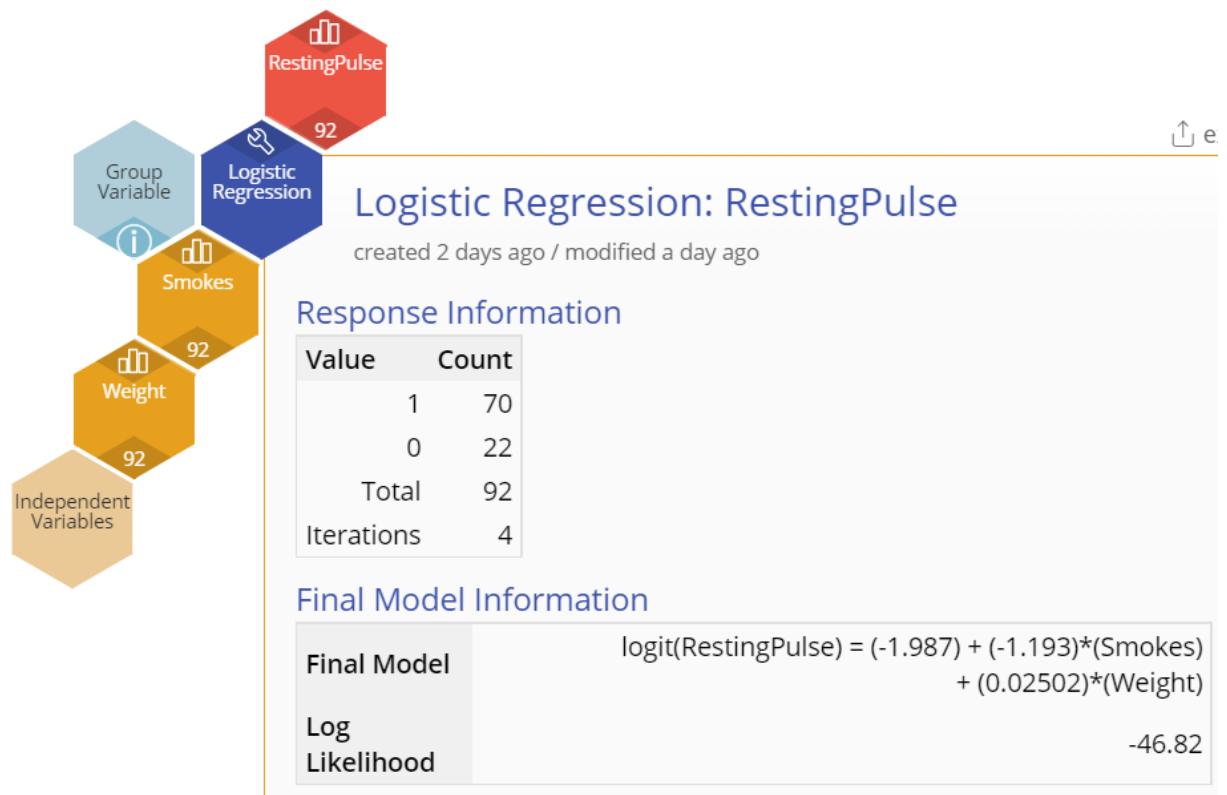 RestingPulse
92
Group
Variable
Logistic
Regression
Smokes
92
Weight
92
Independent
Variables
Logistic Regression: RestingPulse
created 2 days ago / modified a day ago
Response Information
Value Count
1 70
0 22
Total 92
Iterations 4
Final Model Information
Final Model logit(RestingPulse) = (-1.987) + (-1.193)*(Smokes)
+ (0.02502)*(Weight)
Log
Likelihood -46.82